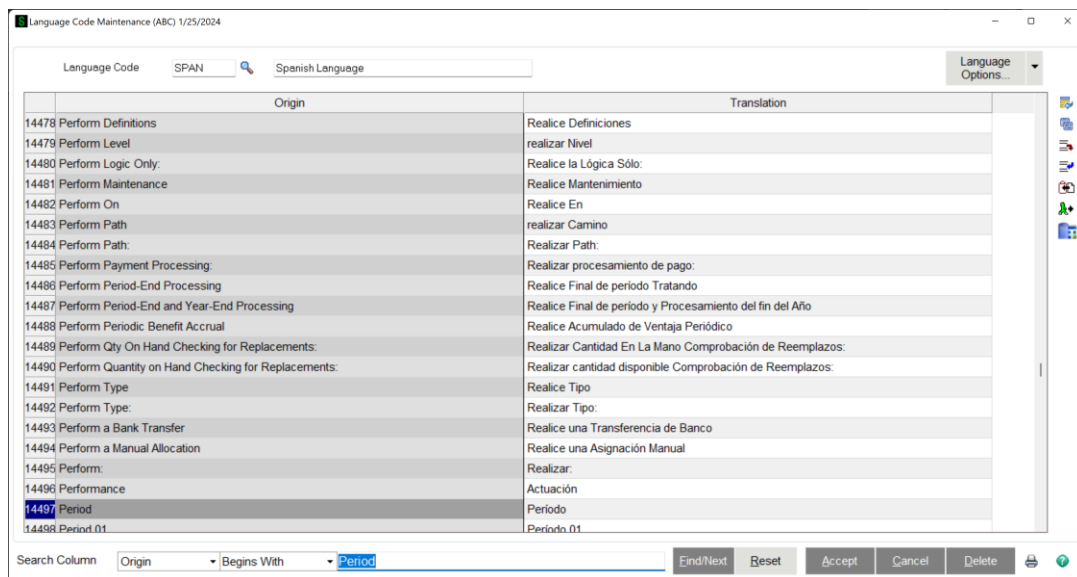 Language Code Maintenance (ABC) 1/25/2024
Language Code SPAN Spanish Language Language Options...
Origin Translation
14478 Perform Definitions Realice Definiciones
14479 Perform Level realizar Nivel
14480 Perform Logic Only: Realice la Lógica Sólo:
14481 Perform Maintenance Realice Mantenimiento
14482 Perform On Realice En
14483 Perform Path realizar Camino
14484 Perform Path: Realizar Path:
14485 Perform Payment Processing: Realizar procesamiento de pago:
14486 Perform Period-End Processing Realice Final de período Tratando
14487 Perform Period-End and Year-End Processing Realice Final de período y Procesamiento del fin del Año
14488 Perform Periodic Benefit Accrual Realice Acumulado de Ventaja Periódico
14489 Perform Qty On Hand Checking for Replacements: Realizar Cantidad En La Mano Comprobación de Reemplazos:
14490 Perform Quantity on Hand Checking for Replacements: Realizar cantidad disponible Comprobación de Reemplazos:
14491 Perform Type Realice Tipo
14492 Perform Type: Realizar Tipo:
14493 Perform a Bank Transfer Realice una Transferencia de Banco
14494 Perform a Manual Allocation Realice una Asignación Manual
14495 Perform: Realizar:
14496 Performance Actuación
14497 Period Período
14498 Period 01 Período 01
Search Column Origin Begins With Period Find/Next Reset Accept Cancel Delete